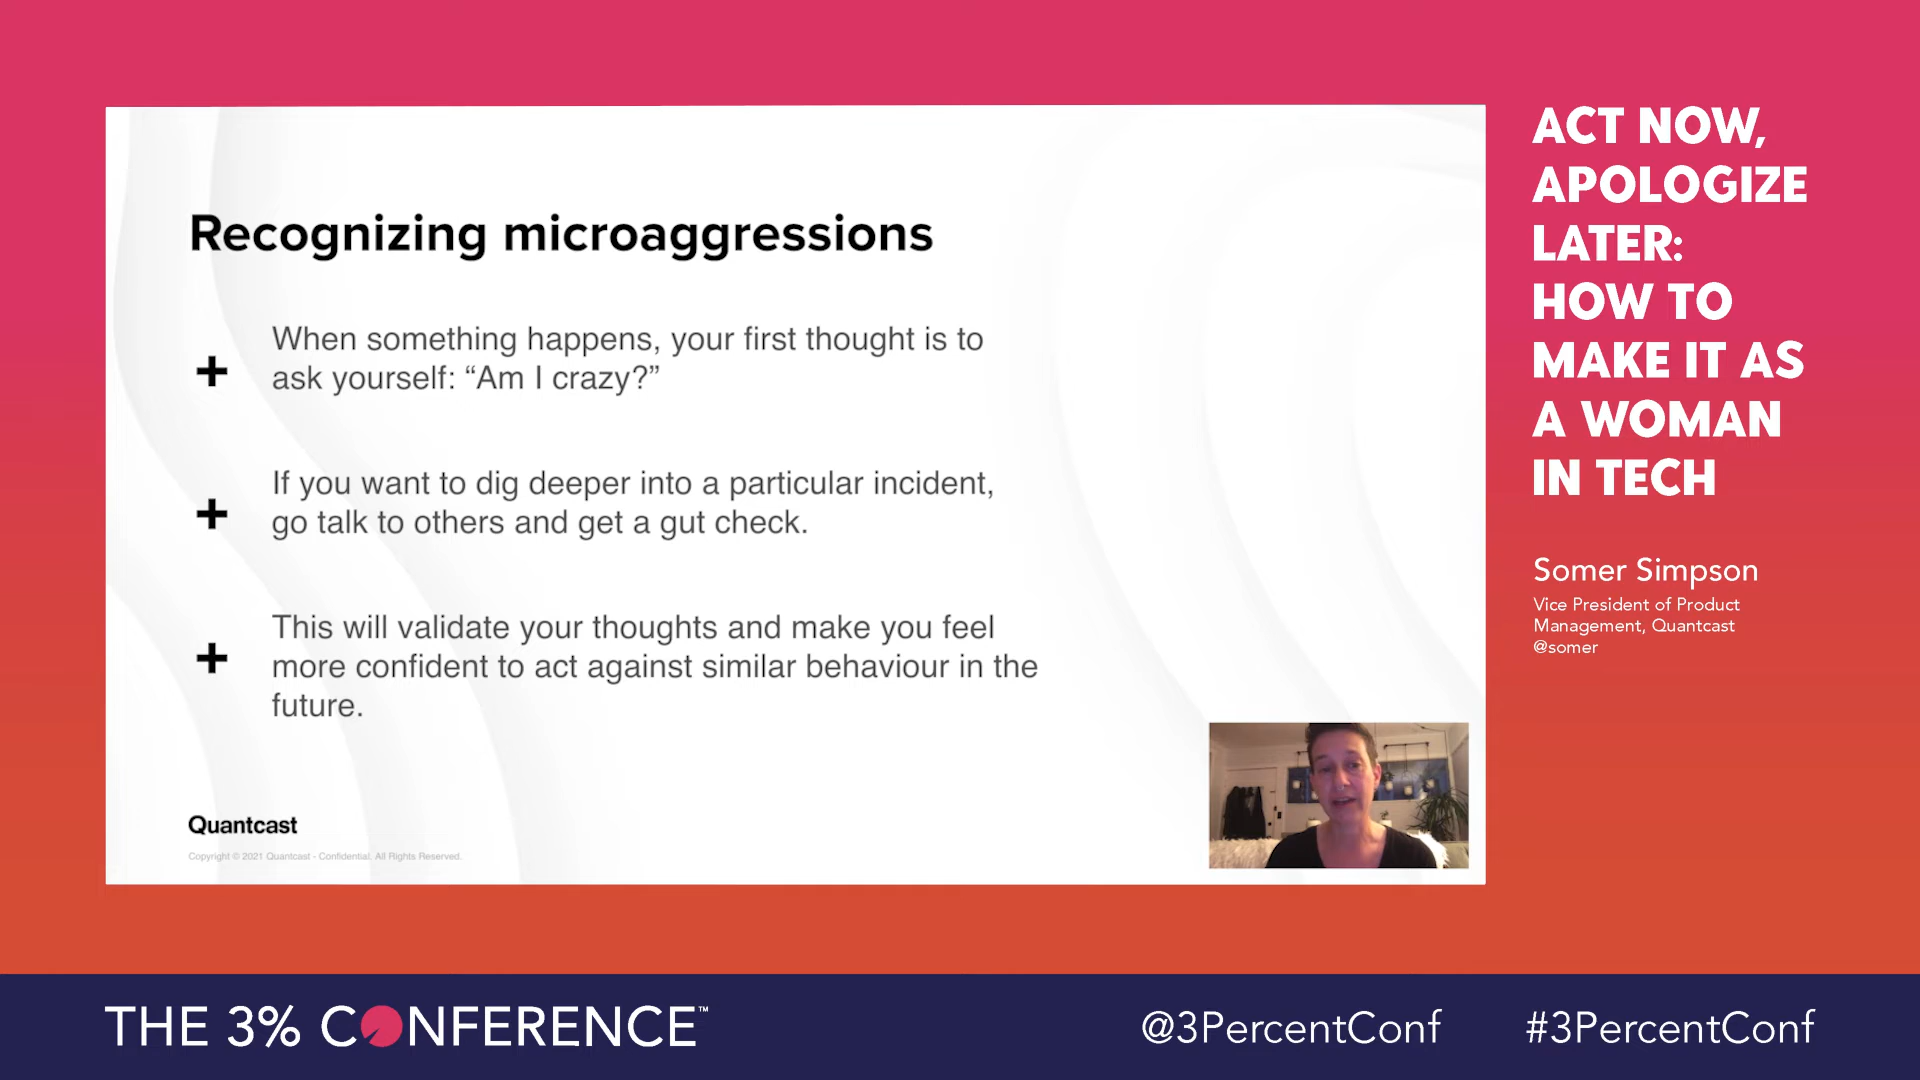 Recognizing microaggressions
+ When something happens, your first thought is to
ask yourself: “Am I crazy?”
+ If you want to dig deeper into a particular incident,
go talk to others and get a gut check.
+ This will validate your thoughts and make you feel
more confident to act against similar behaviour in the
future.
Quantcast
Copyright © 2021 Quantcast - Confidential. All Rights Reserved.
ACT NOW,
APOLOGIZE
LATER:
HOW TO
MAKE IT AS
A WOMAN
IN TECH
Somer Simpson
Vice President of Product
Management, Quantcast
@somer
THE 3% CONFERENCE™
@3PercentConf
#3PercentConf